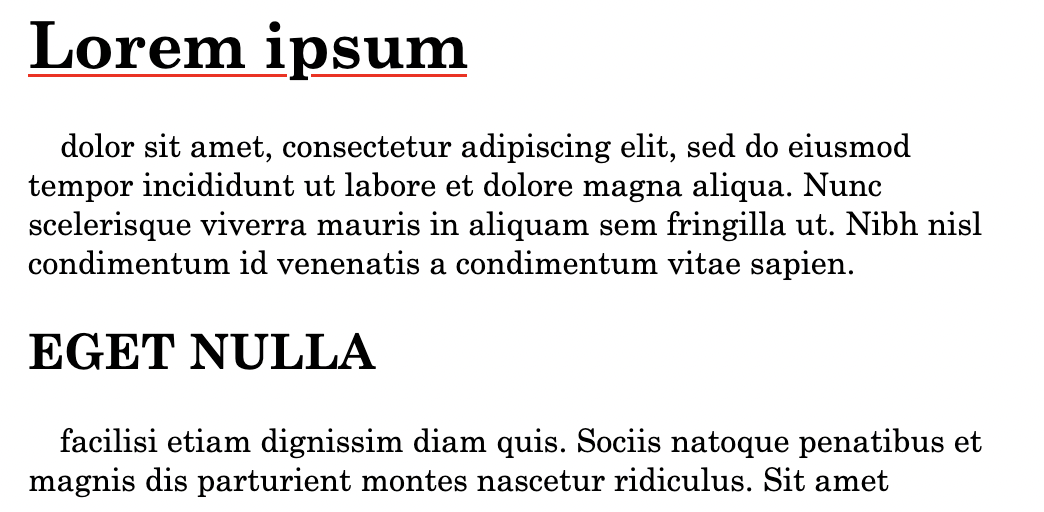 Lorem ipsum
dolor sit amet, consectetur adipiscing elit, sed do eiusmod
tempor incididunt ut labore et dolore magna aliqua. Nunc
scelerisque viverra mauris in aliquam sem fringilla ut. Nibh nisl
condimentum id venenatis a condimentum vitae sapien.
EGET NULLA
facilisi etiam dignissim diam quis. Sociis natoque penatibus et
magnis dis parturient montes nascetur ridiculus. Sit amet